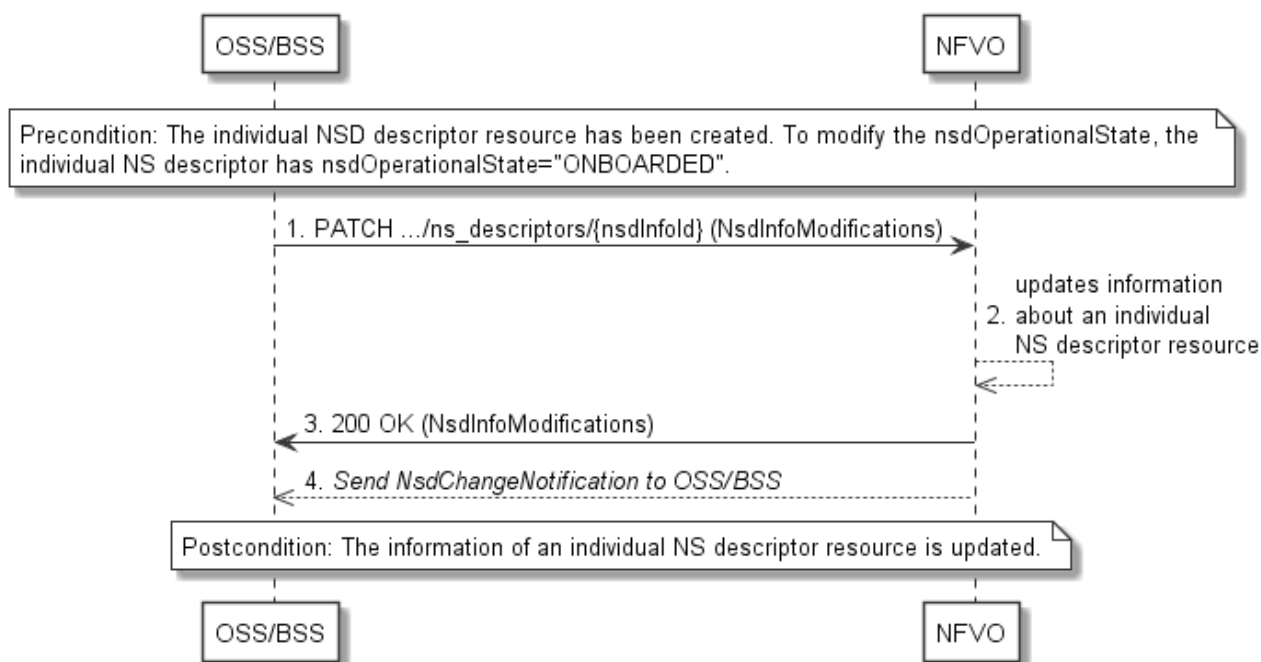 OSS/BSS
NFVO
Precondition: The individual NSD descriptor resource has been created. To modify the nsdOperationalState, the
individual NS descriptor has nsdOperationalState="ONBOARDED".
1. PATCH .../ns_descriptors/{nsdInfoId} (NsdInfoModifications)
updates information
2. about an individual
NS descriptor resource
3. 200 OK (NsdInfoModifications)
4. Send NsdChangeNotification to OSS/BSS
Postcondition: The information of an individual NS descriptor resource is updated.
OSS/BSS
NFVO